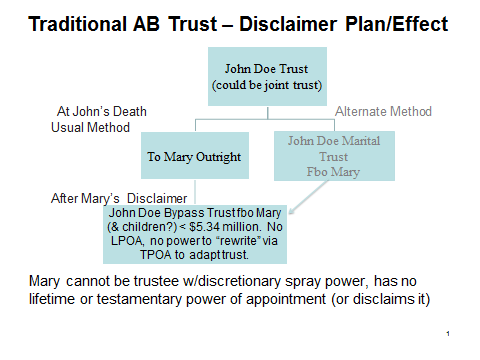 Traditional AB Trust – Disclaimer Plan/Effect
John Doe Trust
(could be joint trust)
At John's Death
Usual Method
Alternate Method
To Mary Outright
John Doe Marital
Trust
Fbo Mary
After Mary's Disclaimer
John Doe Bypass Trust fbo Mary
(& children?) < $5.34 million. No
LPOA, no power to “rewrite” via
TPOA to adapt trust.
Mary cannot be trustee w/discretionary spray power, has no
lifetime or testamentary power of appointment (or disclaims it)
1